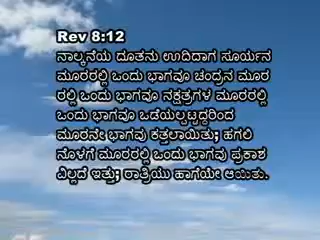 Rev 8:12
ನಾಲ್ಕನೆಯ ದೂತನು ಊದಿದಾಗ ಸೂರ್ಯನ
ಮೂರರಲ್ಲಿ ಒಂದು ಭಾಗವೂ ಚಂದ್ರನ ಮೂರ
ರಲ್ಲಿ ಒಂದು ಭಾಗವೂ ನಕ್ಷತ್ರಗಳ ಮೂರರಲ್ಲಿ
ಒಂದು ಭಾಗವೂ ಒಡೆಯಲ್ಪಟ್ಟದ್ದರಿಂದ
ಮೂರನೇ ಭಾಗವು ಕತ್ತಲಾಯಿತು; ಹಗಲಿ
ನೊಳಗೆ ಮೂರರಲ್ಲಿ ಒಂದು ಭಾಗವು ಪ್ರಕಾಶ
ವಿಲ್ಲದೆ ಇತ್ತು; ರಾತ್ರಿಯು ಹಾಗೆಯೇ ಆಯಿತು.